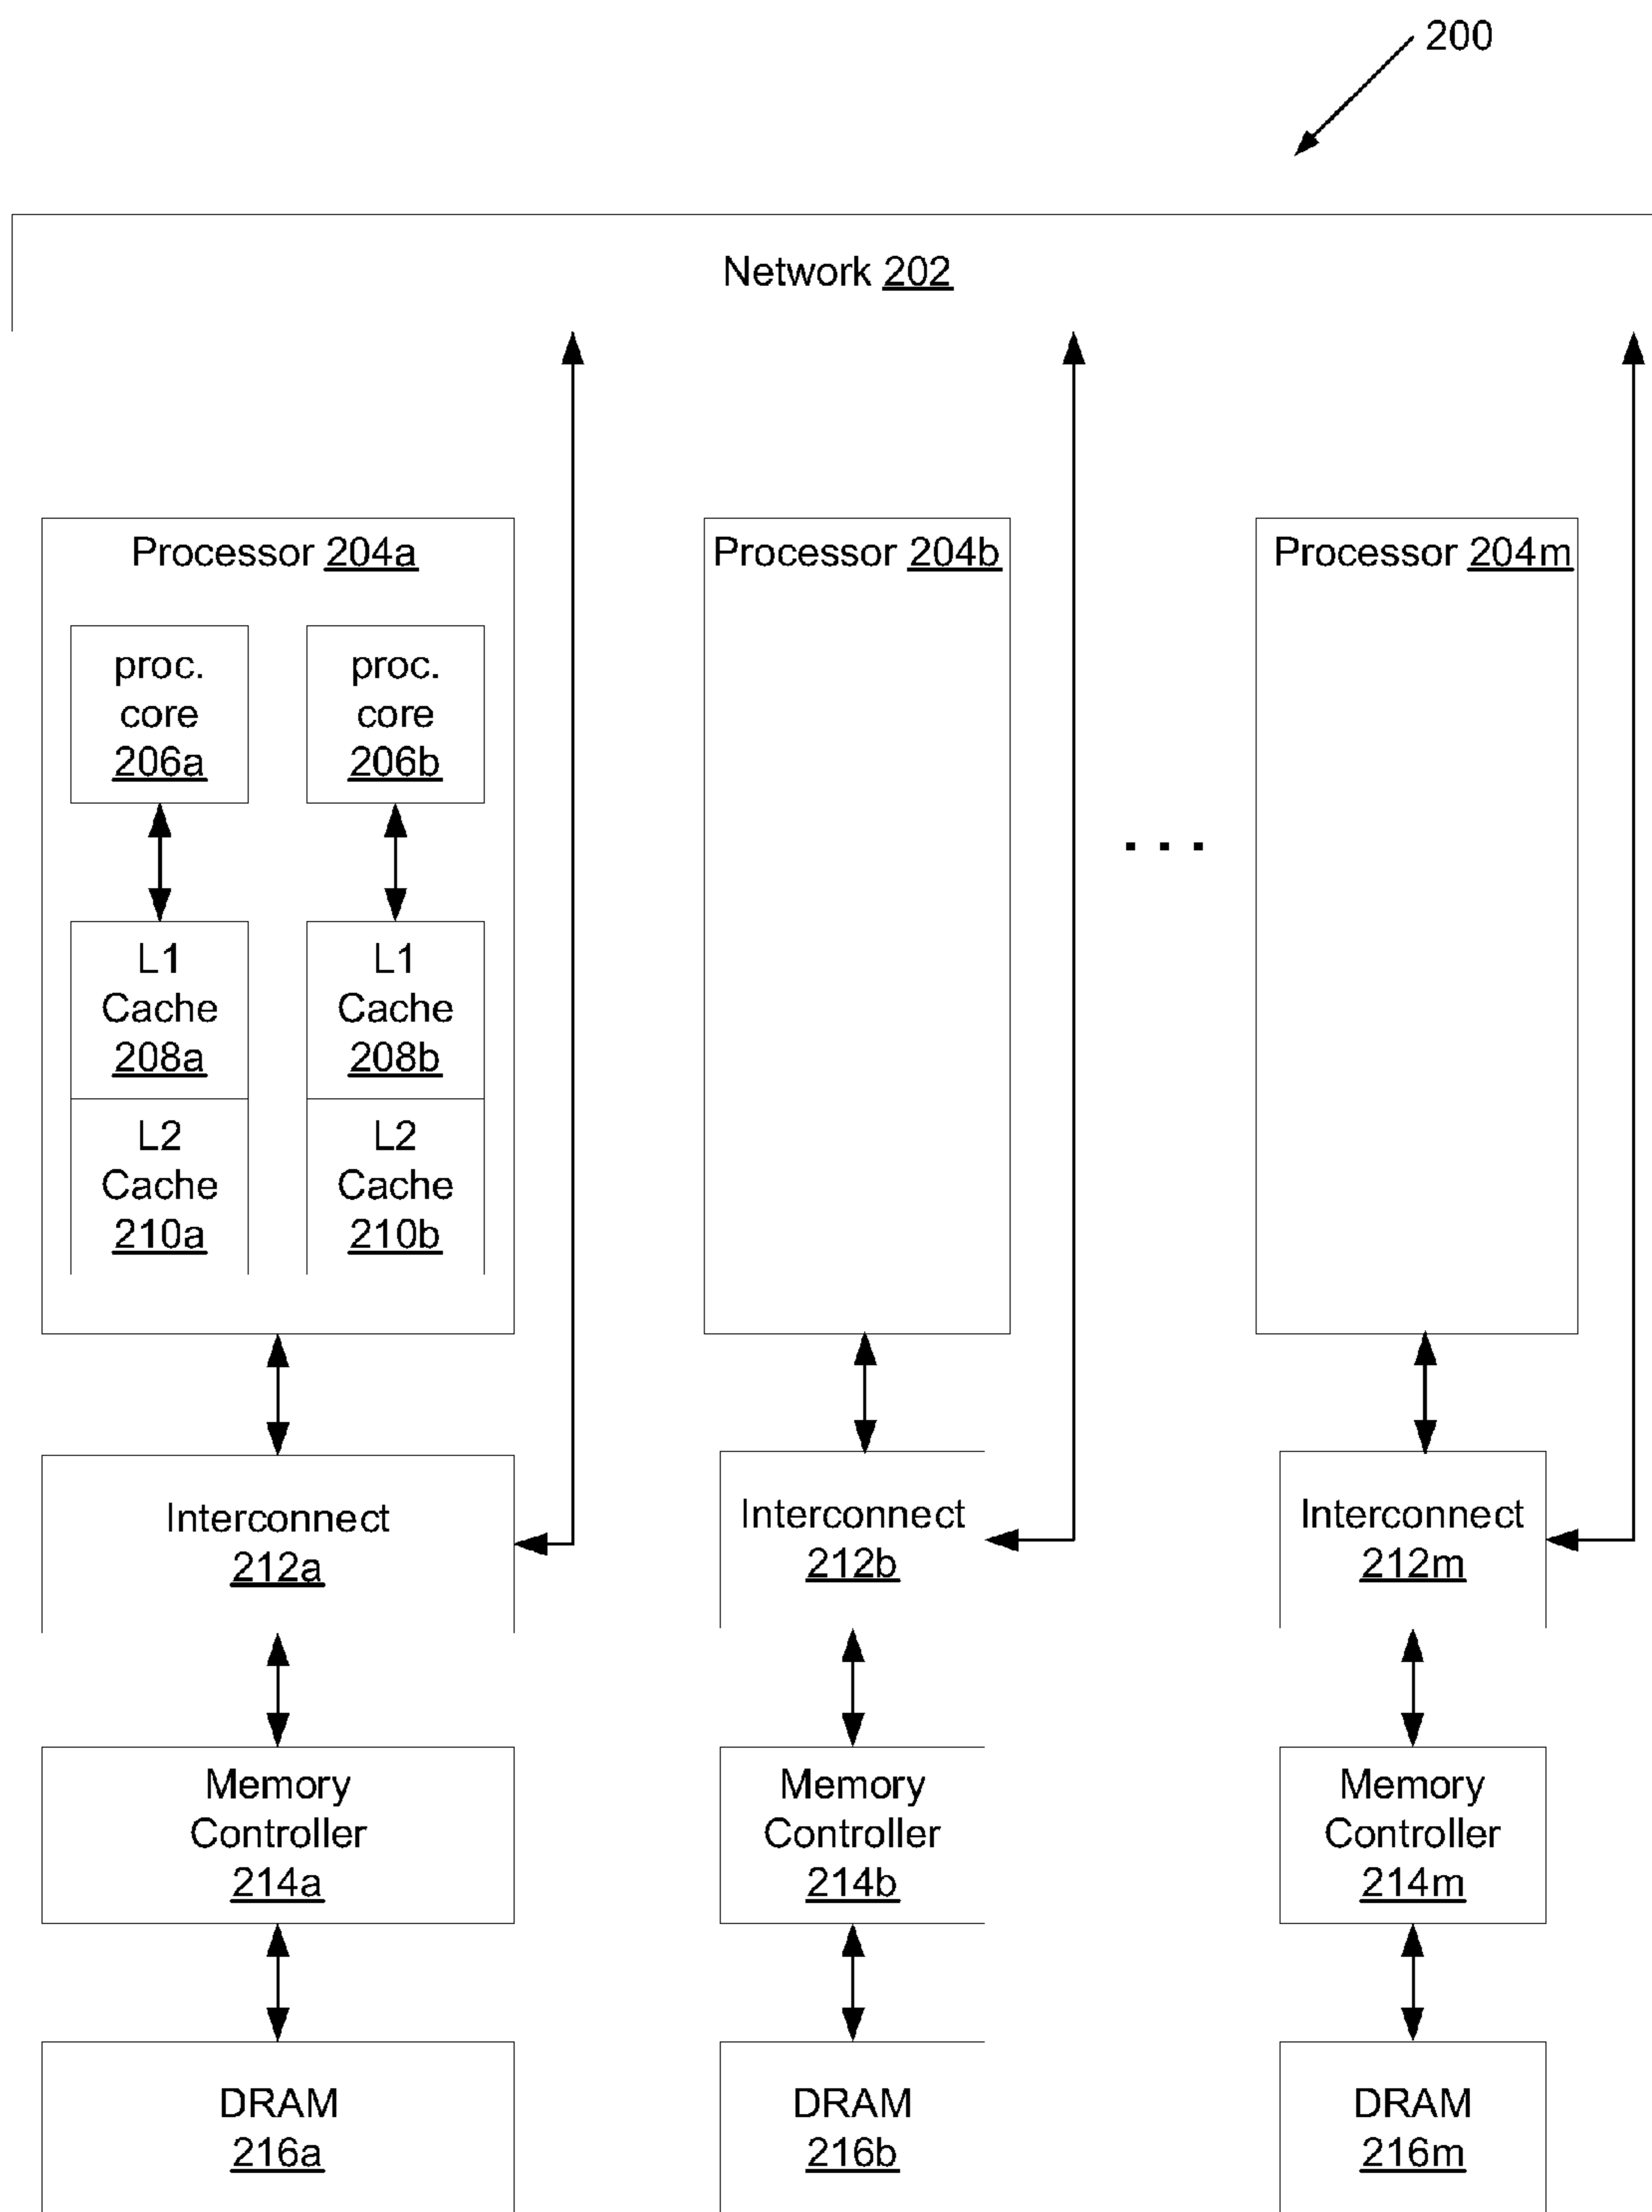 200
Network 202
Processor 204a
proc.
core
206a
proc.
core
206b
L1
Cache
208a
L1
Cache
208b
L2
Cache
210a
L2
Cache
210b
Processor 204b
. . .
Processor 204m
Interconnect
212a
Interconnect
212b
Interconnect
212m
Memory
Controller
214a
Memory
Controller
214b
Memory
Controller
214m
DRAM
216a
DRAM
216b
DRAM
216m